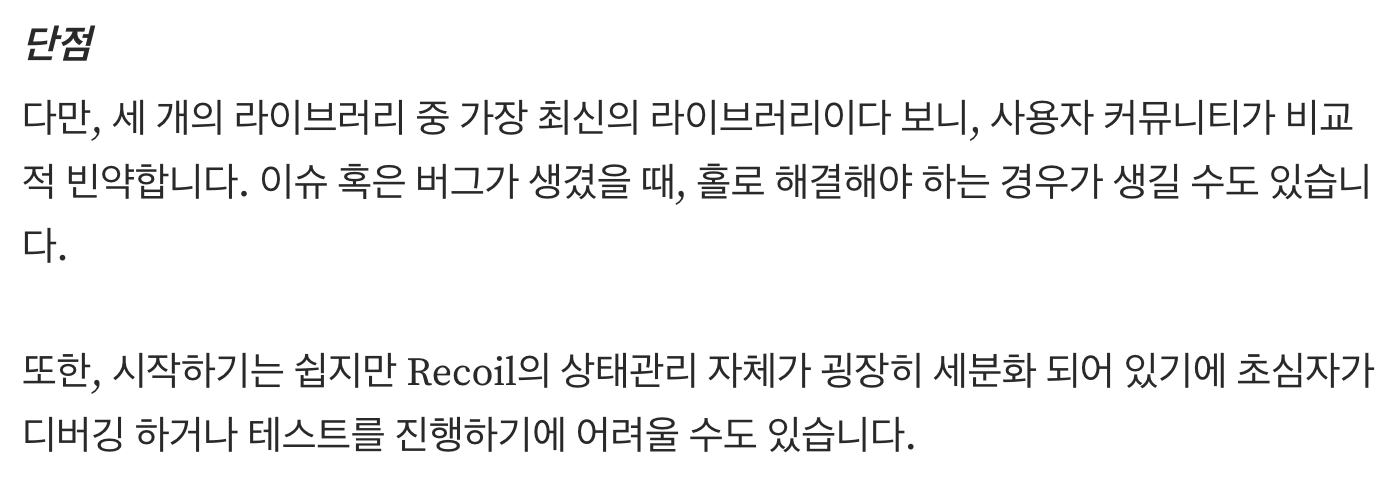 단점
다만, 세 개의 라이브러리 중 가장 최신의 라이브러리이다 보니, 사용자 커뮤니티가 비교
적 빈약합니다. 이슈 혹은 버그가 생겼을 때, 홀로 해결해야 하는 경우가 생길 수도 있습니
다.
또한, 시작하기는 쉽지만 Recoil의 상태관리 자체가 굉장히 세분화 되어 있기에 초심자가
디버깅 하거나 테스트를 진행하기에 어려울 수도 있습니다.